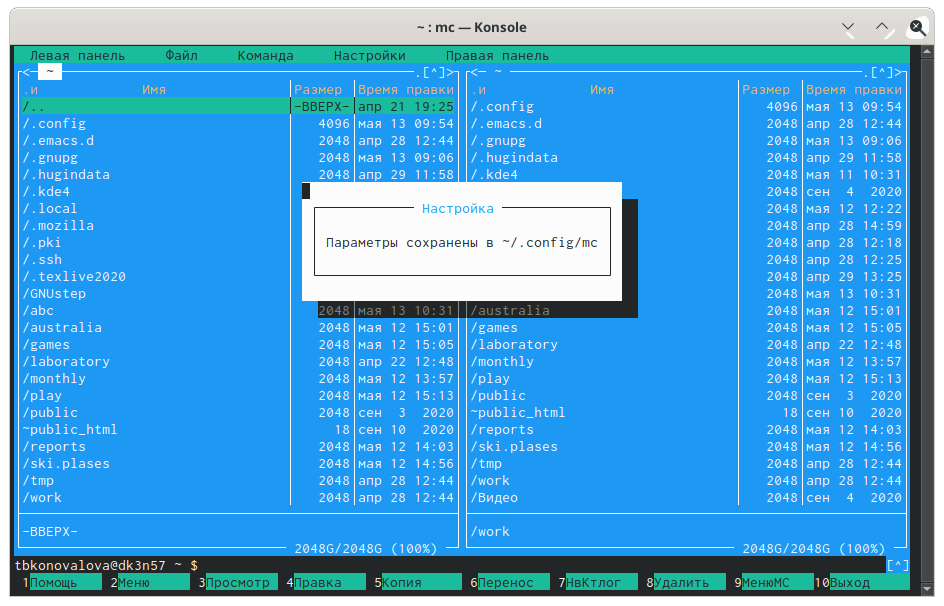 ~ : mc — Konsole
Левая панель Файл Команда Настройки Правая панель
<─ ~ .[^]> <─ ~ .[^]>
.и Имя Размер Время правки .и Имя Размер Время правки
/.. -ВВЕРХ- апр 21 19:25 /.config 4096 мая 13 09:54
/.config 4096 мая 13 09:54 /.emacs.d 2048 апр 28 12:44
/.emacs.d 2048 апр 28 12:44 /.gnupg 2048 мая 13 09:06
/.gnupg 2048 мая 13 09:06 /.hugindata 2048 апр 29 11:58
/.hugindata 2048 апр 29 11:58 /.kde4 2048 мая 11 10:31
/.kde4 2048 сен 4 2020
/.local Настройка 2048 мая 12 12:22
/.mozilla 2048 апр 28 14:59
/.pki Параметры сохранены в ~/.config/mc 2048 апр 28 12:18
/.ssh 2048 апр 28 12:25
/.texlive2020 2048 апр 29 13:25
/GNUstep 2048 мая 13 10:31
/abc 2048 мая 13 10:31 /australia 2048 мая 12 15:01
/australia 2048 мая 12 15:01 /games 2048 мая 12 15:05
/games 2048 мая 12 15:05 /laboratory 2048 апр 22 12:48
/laboratory 2048 апр 22 12:48 /monthly 2048 мая 12 13:57
/monthly 2048 мая 12 13:57 /play 2048 мая 12 15:13
/play 2048 мая 12 15:13 /public 2048 сен 3 2020
/public 2048 сен 3 2020 ~public_html 18 сен 10 2020
~public_html 18 сен 10 2020 /reports 2048 мая 12 14:03
/reports 2048 мая 12 14:03 /ski.plases 2048 мая 12 14:56
/ski.plases 2048 мая 12 14:56 /tmp 2048 апр 28 12:44
/tmp 2048 апр 28 12:44 /work 2048 апр 28 12:44
/work 2048 апр 28 12:44 /Видео 2048 сен 4 2020
-ВВЕРХ- /work
2048G/2048G (100%) 2048G/2048G (100%)
tbkonovalova@dk3n57 ~ $ [^]
1Помощь 2Меню 3Просмотр 4Правка 5Копия 6Перенос 7НвКтлог 8Удалить 9МенюМС 10Выход